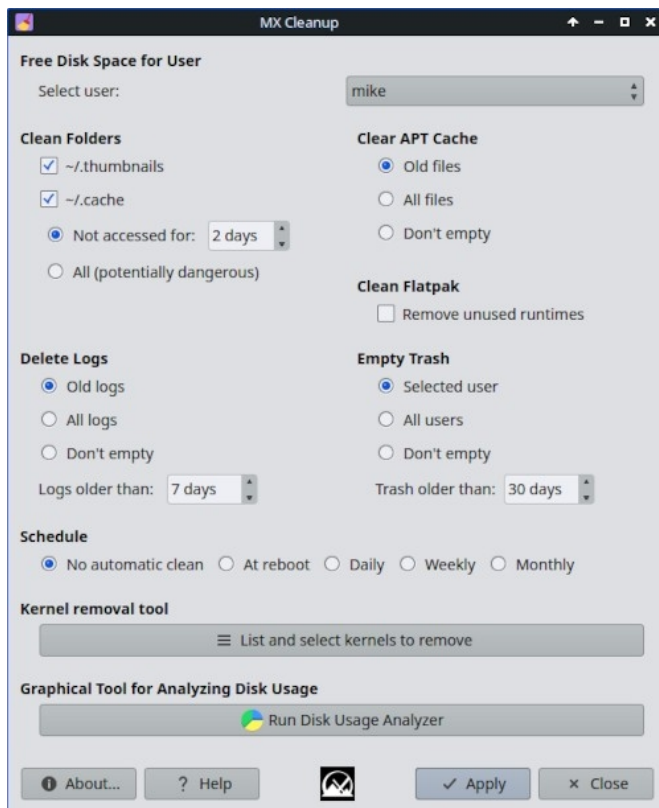 MX Cleanup
Free Disk Space for User
Select user: mike
Clean Folders
~/.thumbnails
~/.cache
Not accessed for: 2 days
All (potentially dangerous)
Clear APT Cache
Old files
All files
Don't empty
Clean Flatpak
Remove unused runtimes
Delete Logs
Old logs
All logs
Don't empty
Logs older than: 7 days
Empty Trash
Selected user
All users
Don't empty
Trash older than: 30 days
Schedule
No automatic clean At reboot Daily Weekly Monthly
Kernel removal tool
List and select kernels to remove
Graphical Tool for Analyzing Disk Usage
Run Disk Usage Analyzer
About... ? Help Apply Close